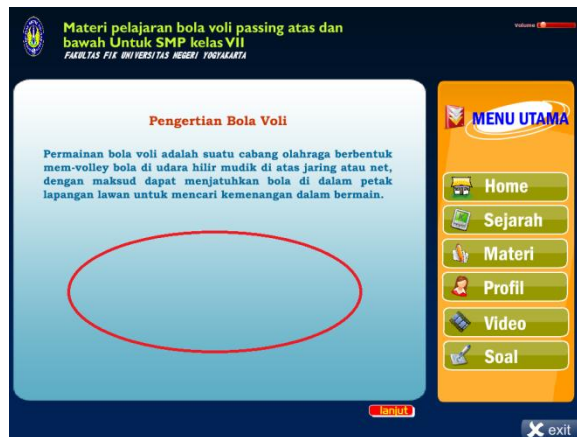 Materi pelajaran bola voli passing atas dan
bawah Untuk SMP kelas VII
FAKULTAS FIK UNIVERSITAS NEGERI YOGYAKARTA
Volume
Pengertian Bola Voli
Permainan bola voli adalah suatu cabang olahraga berbentuk
mem-volley bola di udara hilir mudik di atas jaring atau net,
dengan maksud dapat menjatuhkan bola di dalam petak
lapangan lawan untuk mencari kemenangan dalam bermain.
MENU UTAMA
Home
Sejarah
Materi
Profil
Video
Soal
lanjut
exit